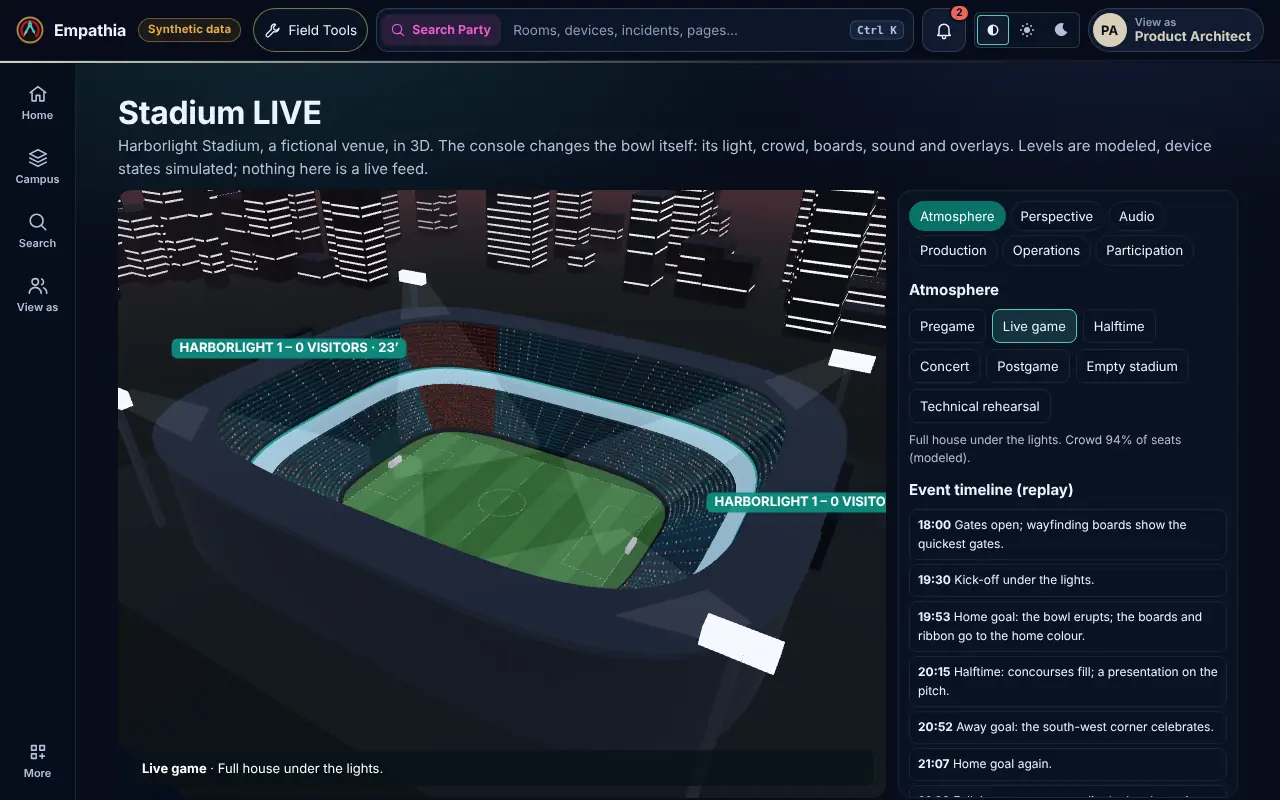 Empathia
Synthetic data
Field Tools
Search Party
Rooms, devices, incidents, pages...
Ctrl K
2
PA
View as
Product Architect
Home
Campus
Search
View as
More
Stadium LIVE
Harborlight Stadium, a fictional venue, in 3D. The console changes the bowl itself: its light, crowd, boards, sound and overlays. Levels are modeled, device
states simulated; nothing here is a live feed.
HARBORLIGHT 1 – 0 VISITORS · 23′
HARBORLIGHT 1 – 0 VISITO
Live game · Full house under the lights.
Atmosphere
Perspective
Audio
Production
Operations
Participation
Atmosphere
Pregame
Live game
Halftime
Concert
Postgame
Empty stadium
Technical rehearsal
Full house under the lights. Crowd 94% of seats
(modeled).
Event timeline (replay)
18:00 Gates open; wayfinding boards show the
quickest gates.
19:30 Kick-off under the lights.
19:53 Home goal: the bowl erupts; the boards and
ribbon go to the home colour.
20:15 Halftime: concourses fill; a presentation on the
pitch.
20:52 Away goal: the south-west corner celebrates.
21:07 Home goal again.